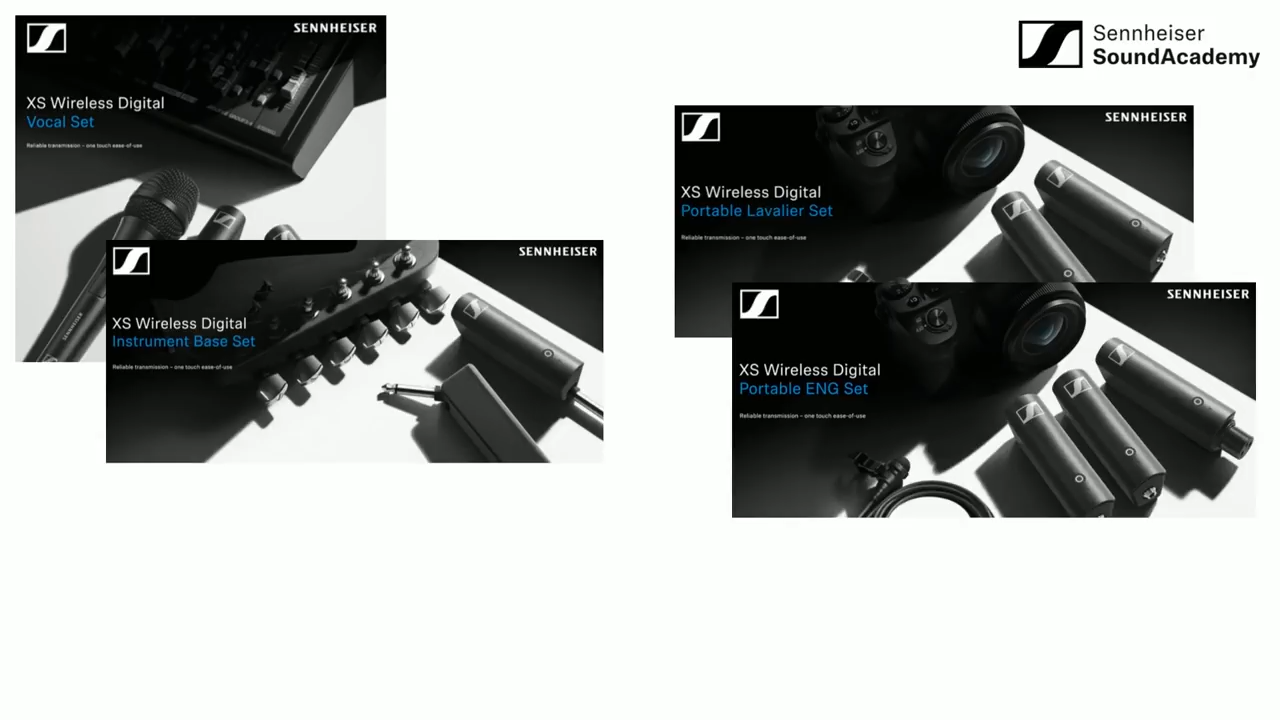 SENNHEISER
XS Wireless Digital
Vocal Set
Reliable transmission – one touch ease-of-use
SENNHEISER
SENNHEISER
XS Wireless Digital
Instrument Base Set
Reliable transmission – one touch ease-of-use
Sennheiser
SoundAcademy
SENNHEISER
XS Wireless Digital
Portable Lavalier Set
Reliable transmission – one touch ease-of-use
SENNHEISER
XS Wireless Digital
Portable ENG Set
Reliable transmission – one touch ease-of-use